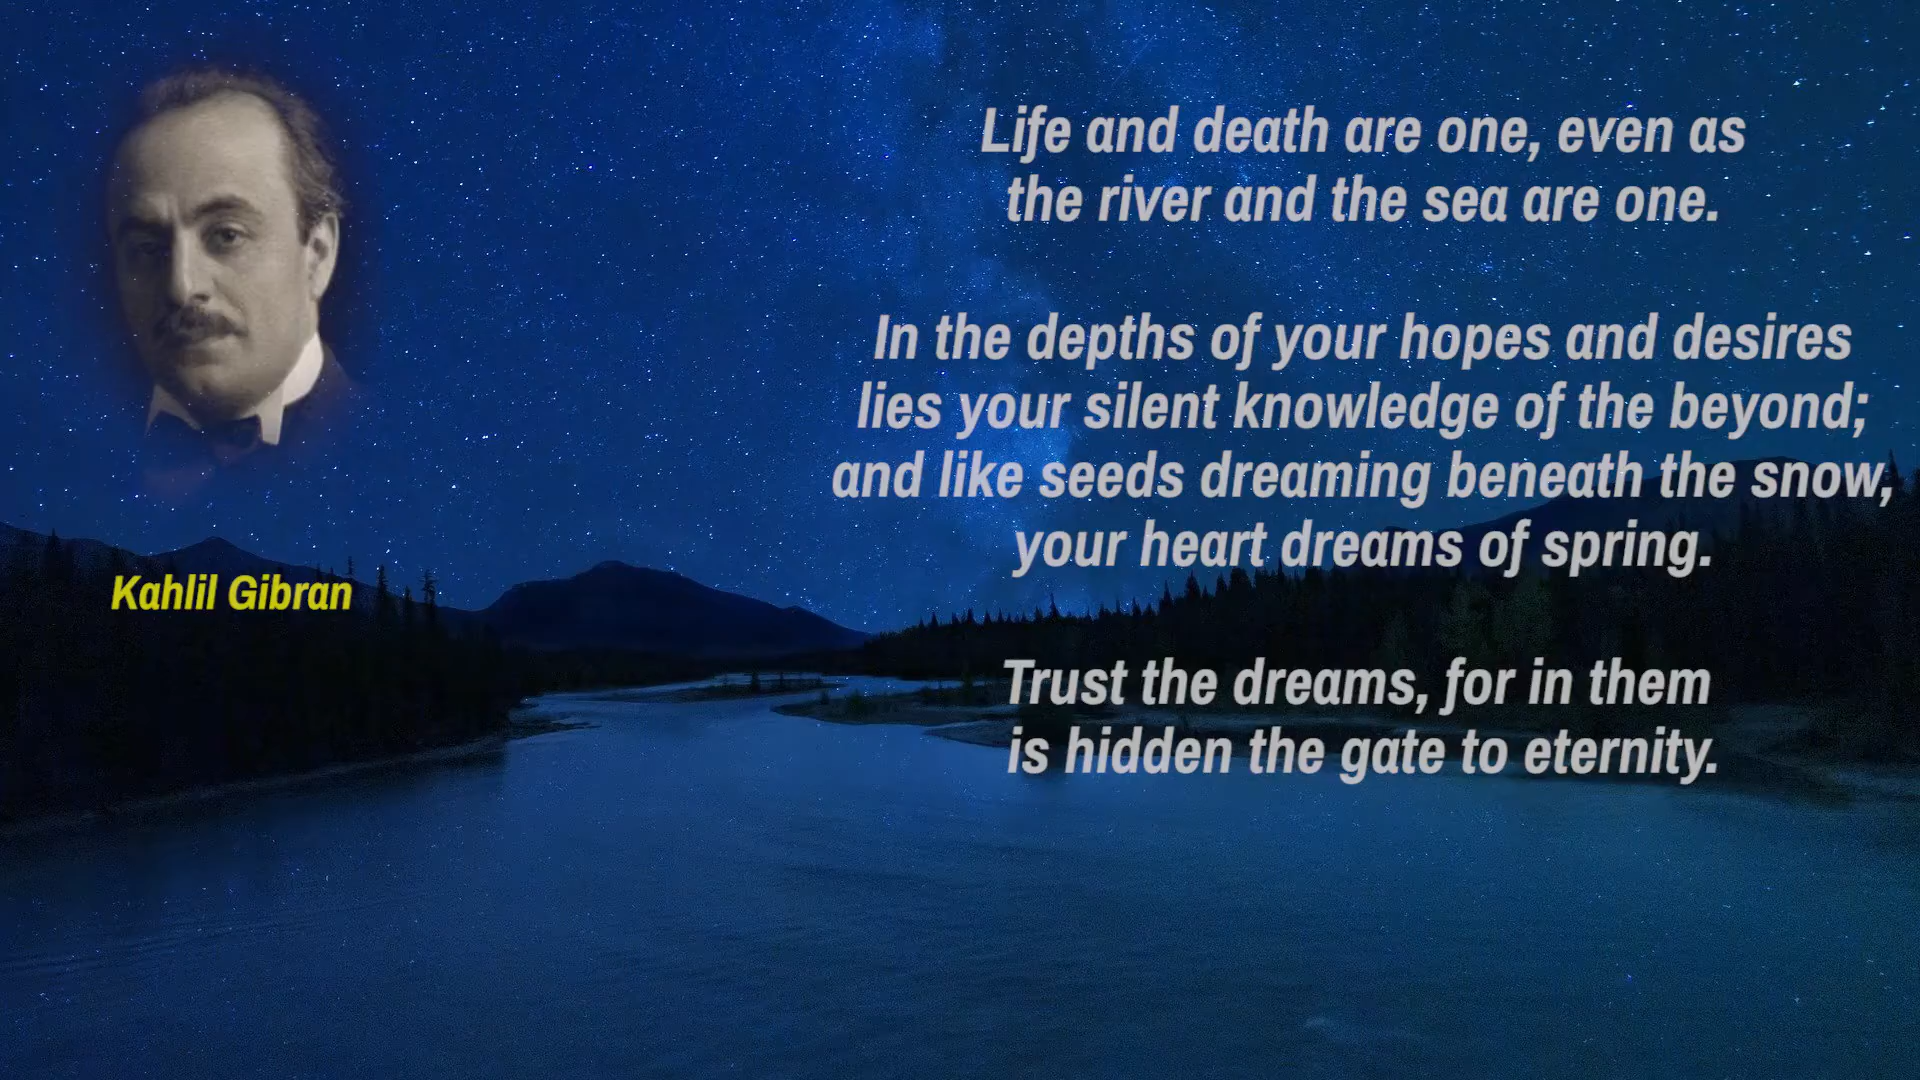 Life and death are one, even as
the river and the sea are one.
In the depths of your hopes and desires
lies your silent knowledge of the beyond;
and like seeds dreaming beneath the snow,
your heart dreams of spring.
Trust the dreams, for in them
is hidden the gate to eternity.
Kahlil Gibran